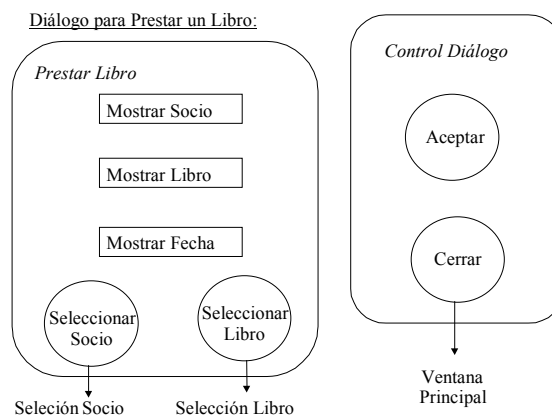 Diálogo para Prestar un Libro:
Prestar Libro
Mostrar Socio
Mostrar Libro
Mostrar Fecha
Seleccionar
Socio
Seleccionar
Libro
Seleción Socio
Selección Libro
Control Diálogo
Aceptar
Cerrar
Ventana
Principal